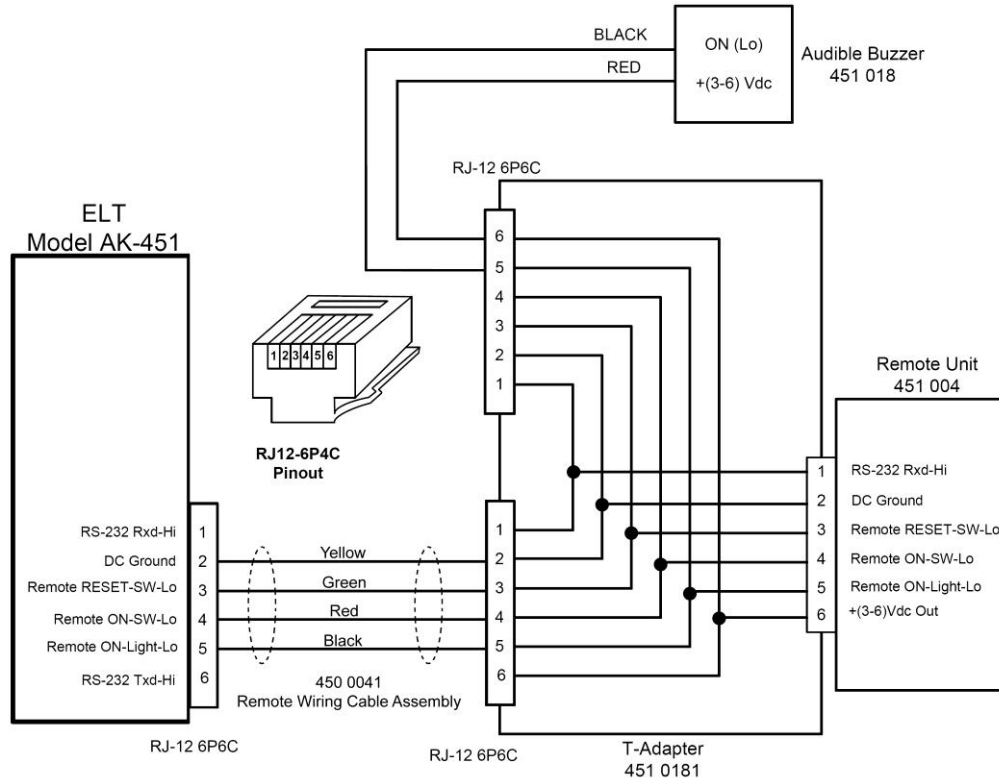 BLACK
ON (Lo)
RED
+(3-6) Vdc
Audible Buzzer
451 018
RJ-12 6P6C
6
5
4
3
2
1
ELT
Model AK-451
1 2 3 4 5 6
RJ12-6P4C
Pinout
Remote Unit
451 004
1 RS-232 Rxd-Hi
2 DC Ground
3 Remote RESET-SW-Lo
4 Remote ON-SW-Lo
5 Remote ON-Light-Lo
6 +(3-6)Vdc Out
RS-232 Rxd-Hi 1
DC Ground 2
Remote RESET-SW-Lo 3
Remote ON-SW-Lo 4
Remote ON-Light-Lo 5
RS-232 Txd-Hi 6
Yellow
Green
Red
Black
450 0041
Remote Wiring Cable Assembly
1
2
3
4
5
6
RJ-12 6P6C
RJ-12 6P6C
T-Adapter
451 0181